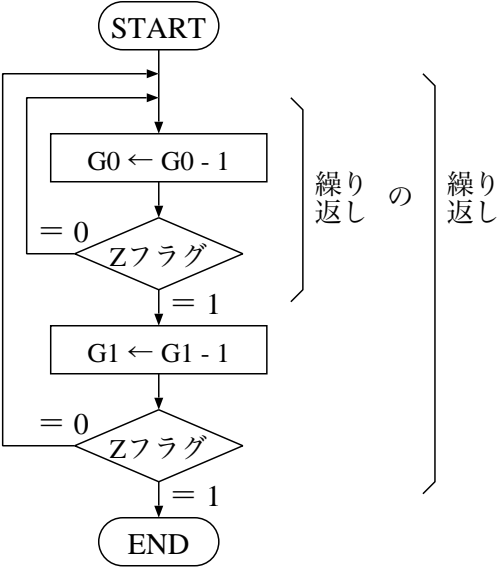 START
G0 ← G0 - 1
繰り
返し
の
繰り
返し
= 0
Zフラグ
= 1
G1 ← G1 - 1
= 0
Zフラグ
= 1
END